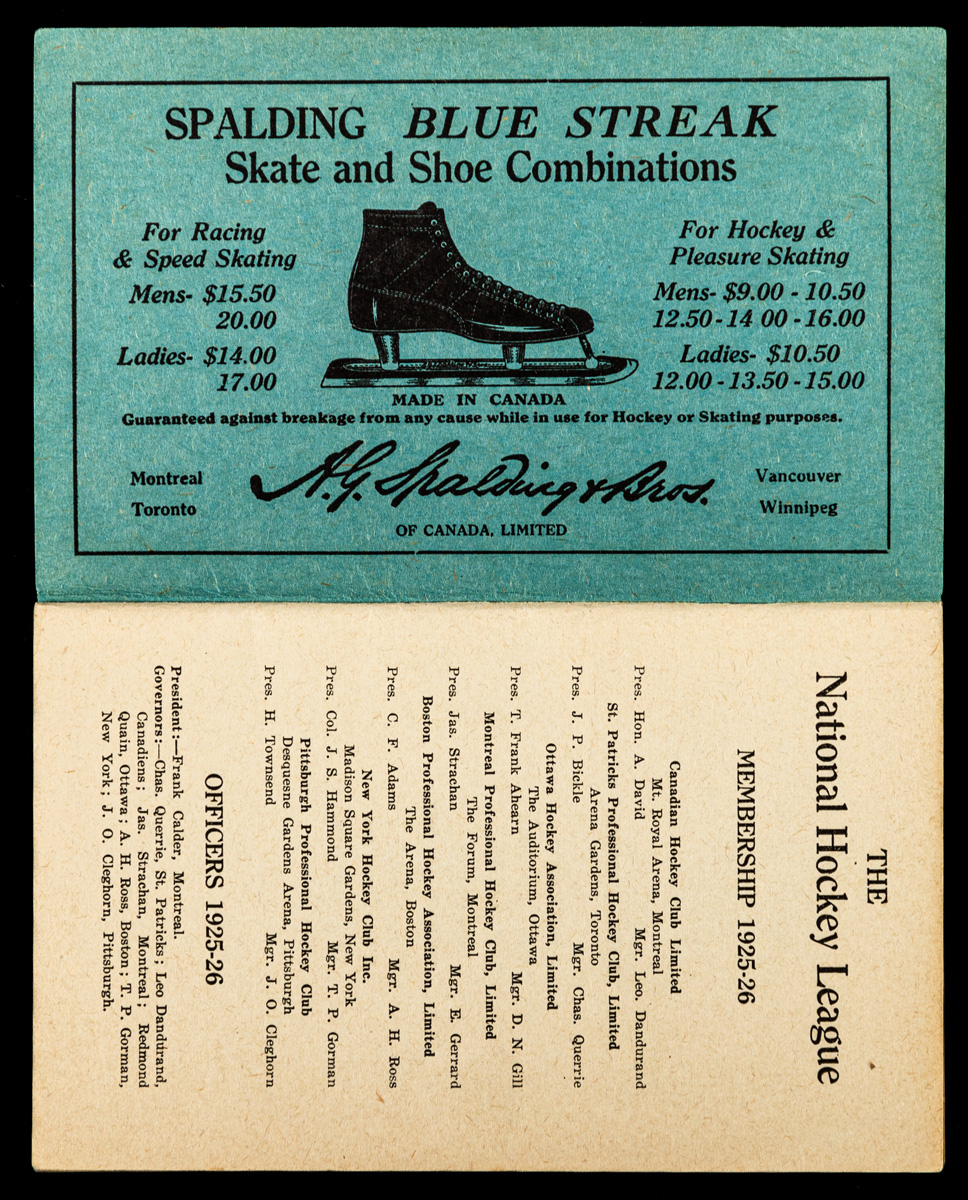 SPALDING BLUE STREAK
Skate and Shoe Combinations
For Racing
& Speed Skating
Mens- $15.50
20.00
Ladies- $14.00
17.00
For Hockey &
Pleasure Skating
Mens- $9.00 - 10.50
12.50 - 14 00 - 16.00
Ladies- $10.50
12.00 - 13.50 - 15.00
MADE IN CANADA
Guaranteed against breakage from any cause while in use for Hockey or Skating purposes.
Montreal
Toronto
A.G. Spalding & Bros.
OF CANADA, LIMITED
Vancouver
Winnipeg
THE
National Hockey League
MEMBERSHIP 1925-26
Canadian Hockey Club Limited
Mt. Royal Arena, Montreal
Pres. Hon. A. David Mgr. Leo. Dandurand
St. Patricks Professional Hockey Club, Limited
Arena Gardens, Toronto
Pres. J. P. Bickle Mgr. Chas. Querrie
Ottawa Hockey Association, Limited
The Auditorium, Ottawa
Pres. T. Frank Ahearn Mgr. D. N. Gill
Montreal Professional Hockey Club, Limited
The Forum, Montreal
Pres. Jas. Strachan Mgr. E. Gerrard
Boston Professional Hockey Association, Limited
The Arena, Boston
Pres. C. F. Adams Mgr. A. H. Ross
New York Hockey Club Inc.
Madison Square Gardens, New York
Pres. Col. J. S. Hammond Mgr. T. P. Gorman
Pittsburgh Professional Hockey Club
Desquesne Gardens Arena, Pittsburgh
Pres. H. Townsend Mgr. J. O. Cleghorn
OFFICERS 1925-26
President:—Frank Calder, Montreal.
Governors:—Chas. Querrie, St. Patricks; Leo Dandurand,
Canadiens; Jas. Strachan, Montreal; Redmond
Quain, Ottawa; A. H. Ross, Boston; T. P. Gorman,
New York; J. O. Cleghorn, Pittsburgh.